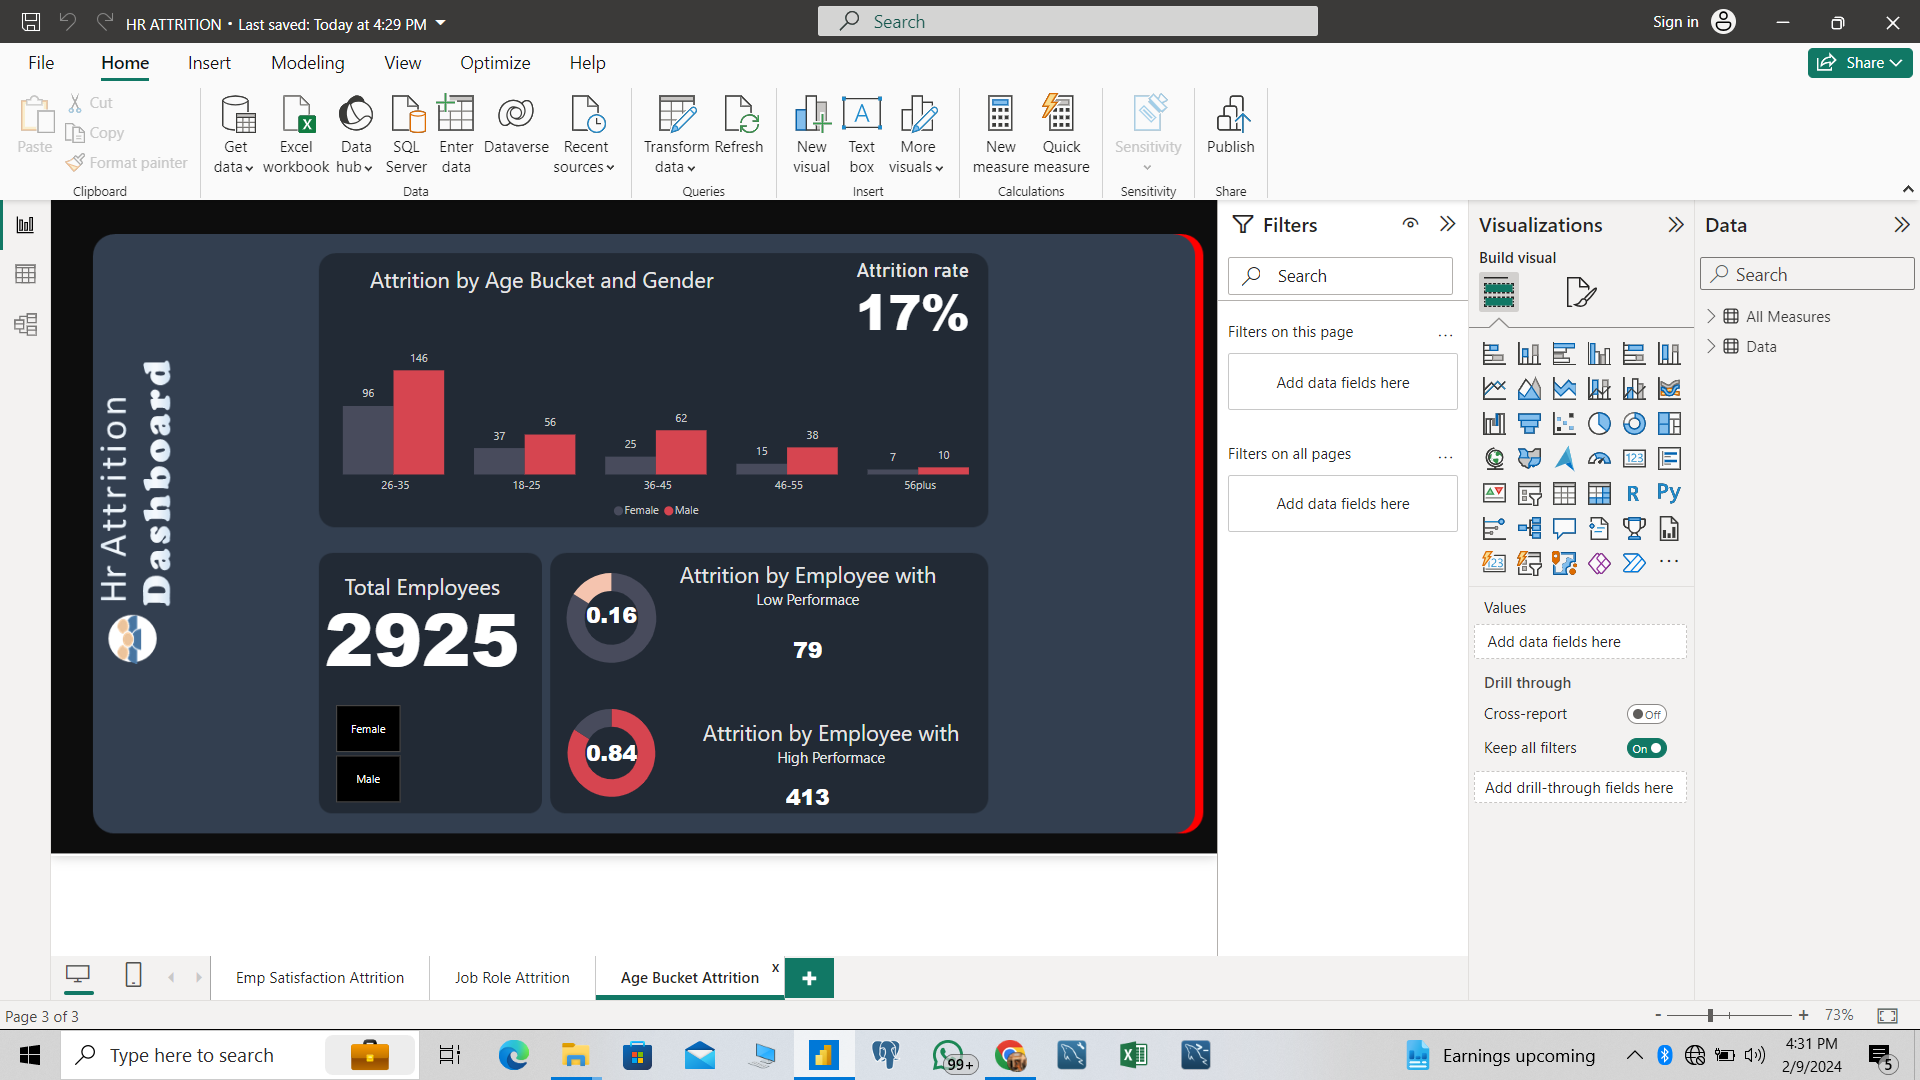 HR ATTRITION • Last saved: Today at 4:29 PM
Search
Sign in
File Home Insert Modeling View Optimize Help
Share
Paste
Cut
Copy
Format painter
Clipboard
Get data
Excel workbook
Data hub
SQL Server
Enter data
Dataverse
Recent sources
Data
Transform data
Refresh
Queries
New visual
Text box
More visuals
Insert
New measure
Quick measure
Calculations
Sensitivity
Sensitivity
Publish
Share
Hr Attrition
Dashboard
Attrition by Age Bucket and Gender
Attrition rate
17%
96 146 37 56 25 62 15 38 7 10
26-35 18-25 36-45 46-55 56plus
Female Male
Total Employees
2925
Female
Male
0.16
Attrition by Employee with
Low Performace
79
0.84
Attrition by Employee with
High Performace
413
Filters
Search
Filters on this page
...
Add data fields here
Filters on all pages
...
Add data fields here
Visualizations
Build visual
123
R Py
123
...
Values
Add data fields here
Drill through
Cross-report Off
Keep all filters On
Add drill-through fields here
Data
Search
All Measures
Data
Emp Satisfaction Attrition
Job Role Attrition
Age Bucket Attrition x
+
Page 3 of 3
- + 73%
Type here to search
99+
Earnings upcoming
4:31 PM
2/9/2024
5